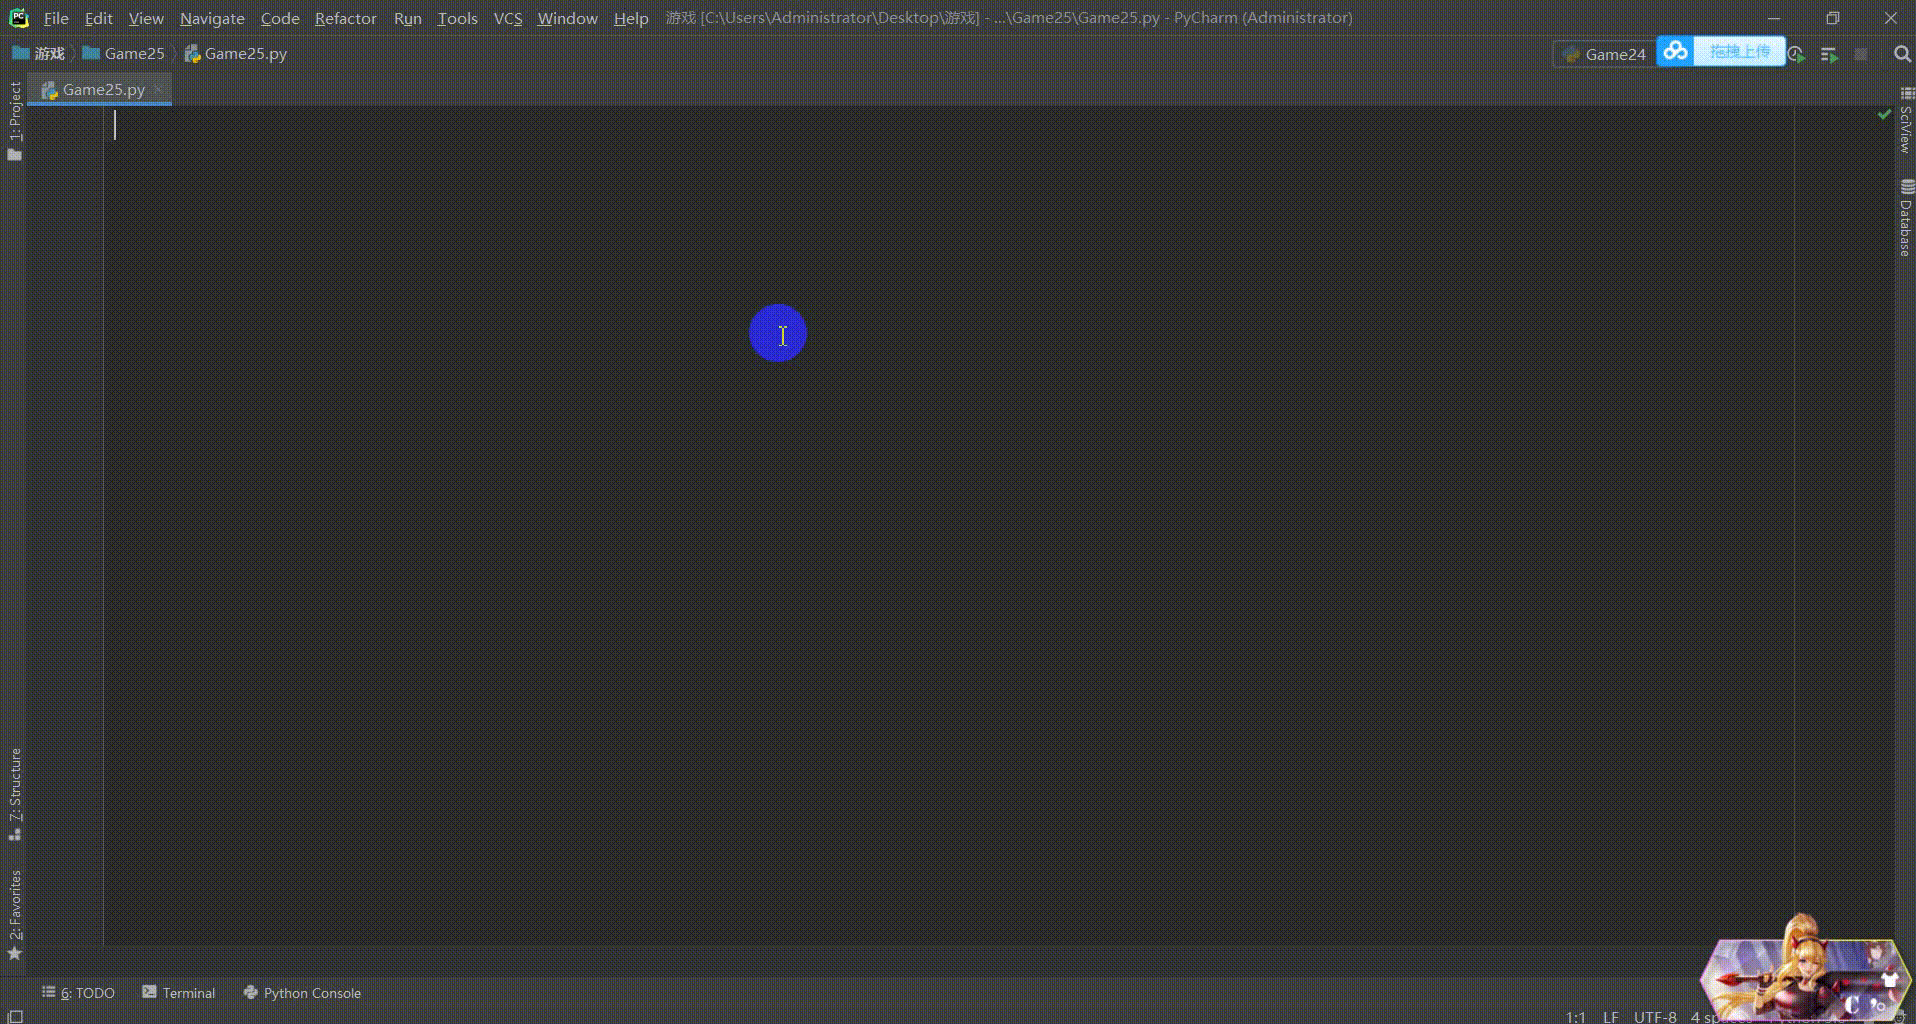 File Edit View Navigate Code Refactor Run Tools VCS Window Help 游戏 [C:\Users\Administrator\Desktop\游戏] - ...\Game25\Game25.py - PyCharm (Administrator)
游戏 Game25 Game25.py Game24 拖拽上传
Game25.py
1: Project
SciView
Database
7: Structure
2: Favorites
6: TODO Terminal Python Console
1:1 LF UTF-8 4